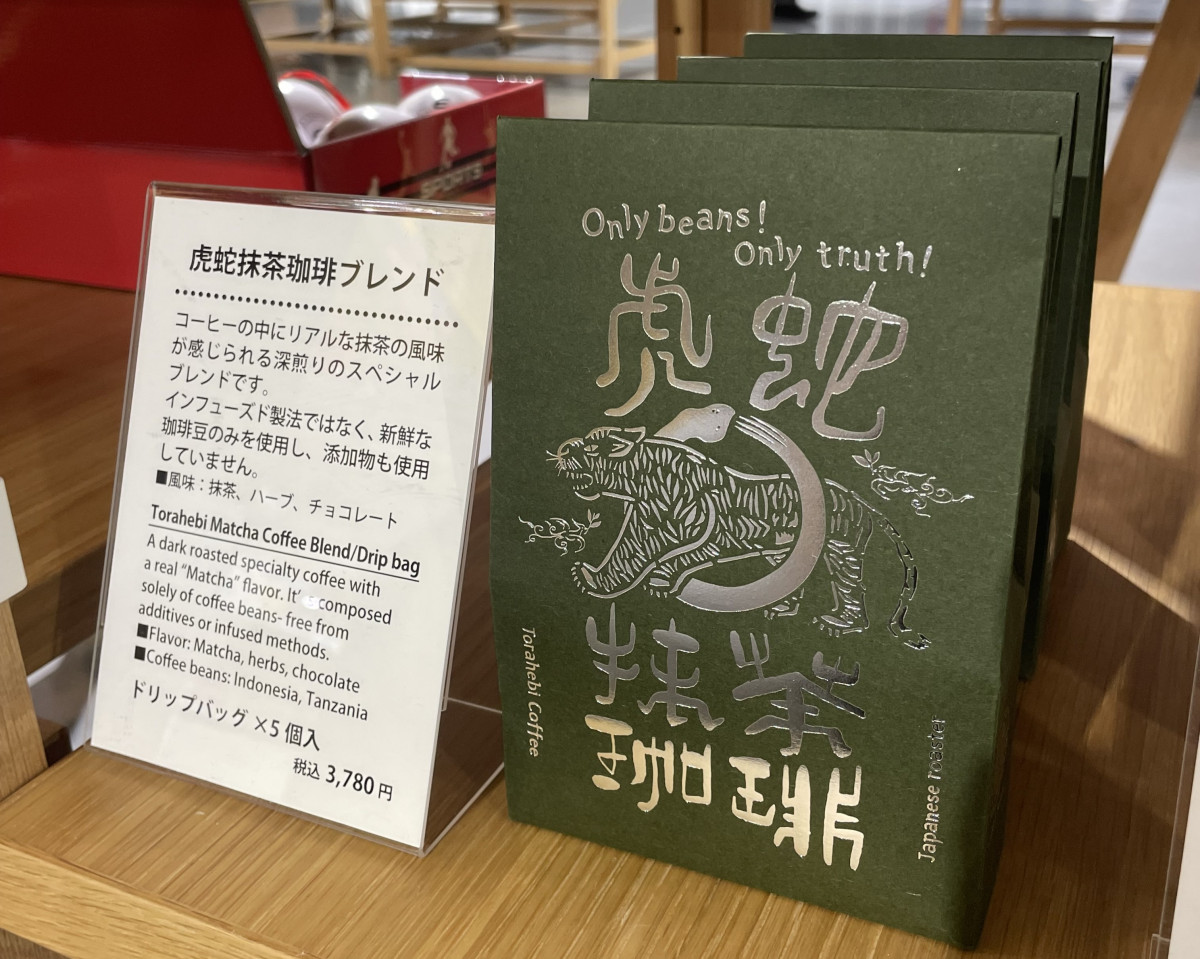 虎蛇抹茶珈琲ブレンド
コーヒーの中にリアルな抹茶の風味
が感じられる深煎りのスペシャル
ブレンドです。
インフューズド製法ではなく、新鮮な
珈琲豆のみを使用し、添加物も使用
していません。
■風味：抹茶、ハーブ、チョコレート
Torahebi Matcha Coffee Blend/Drip bag
A dark roasted specialty coffee with
a real “Matcha” flavor. It's composed
solely of coffee beans- free from
additives or infused methods.
■Flavor: Matcha, herbs, chocolate
■Coffee beans: Indonesia, Tanzania
ドリップバッグ ×5個入
税込 3,780円
Only beans!
Only truth!
虎蛇
抹茶
珈琲
Torahebi Coffee
Japanese roaster
SPORTS